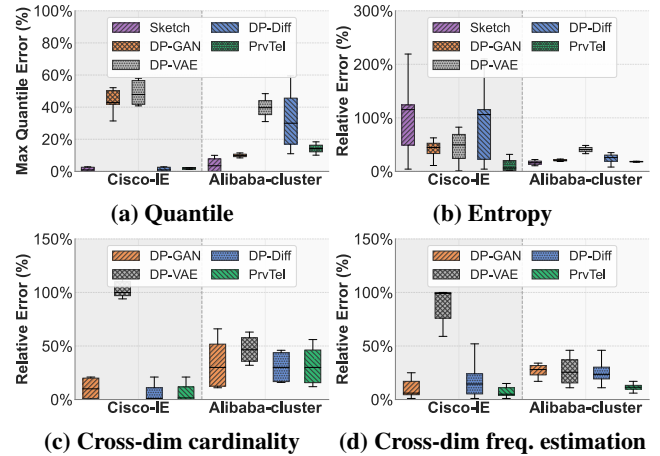 Max Quantile Error (%)
100%
80%
60%
40%
20%
0%
Sketch
DP-GAN
DP-VAE
DP-Diff
PrvTel
Cisco-IE
Alibaba-cluster
(a) Quantile
Relative Error (%)
300%
200%
100%
0%
Sketch
DP-GAN
DP-VAE
DP-Diff
PrvTel
Cisco-IE
Alibaba-cluster
(b) Entropy
Relative Error (%)
150%
100%
50%
0%
DP-GAN
DP-VAE
DP-Diff
PrvTel
Cisco-IE
Alibaba-cluster
(c) Cross-dim cardinality
Relative Error (%)
150%
100%
50%
0%
DP-GAN
DP-VAE
DP-Diff
PrvTel
Cisco-IE
Alibaba-cluster
(d) Cross-dim freq. estimation